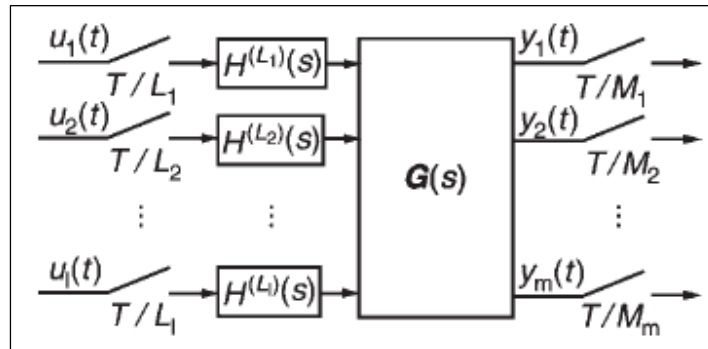 u₁(t) T/L₁ H⁽ᴸ₁⁾(s) y₁(t) T/M₁
u₂(t) T/L₂ H⁽ᴸ₂⁾(s) G(s) y₂(t) T/M₂
⋮ ⋮ ⋮
uₗ(t) T/Lₗ H⁽ᴸₗ⁾(s) yₘ(t) T/Mₘ